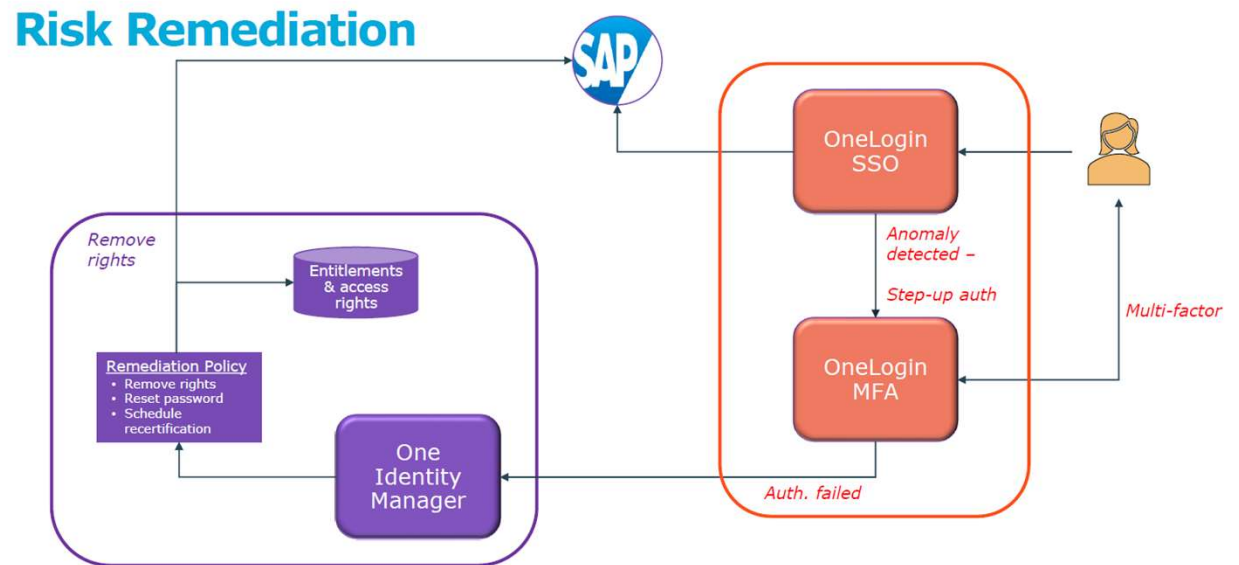 Risk Remediation
SAP
OneLogin
SSO
Anomaly
detected –
Step-up auth
Multi-factor
OneLogin
MFA
Auth. failed
Remove
rights
Entitlements
& access
rights
Remediation Policy
• Remove rights
• Reset password
• Schedule
recertification
One
Identity
Manager